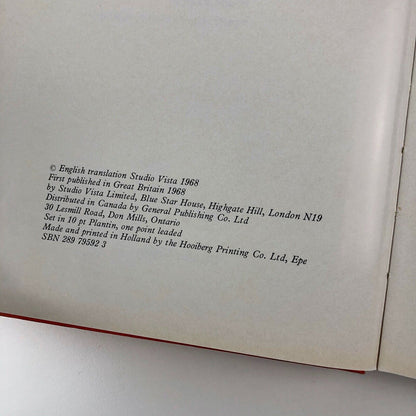 © English translation Studio Vista 1968
First published in Great Britain 1968
by Studio Vista Limited, Blue Star House, Highgate Hill, London N19
Distributed in Canada by General Publishing Co. Ltd
30 Lesmill Road, Don Mills, Ontario
Set in 10 pt Plantin, one point leaded
Made and printed in Holland by the Hooiberg Printing Co. Ltd, Epe
SBN 289 79592 3